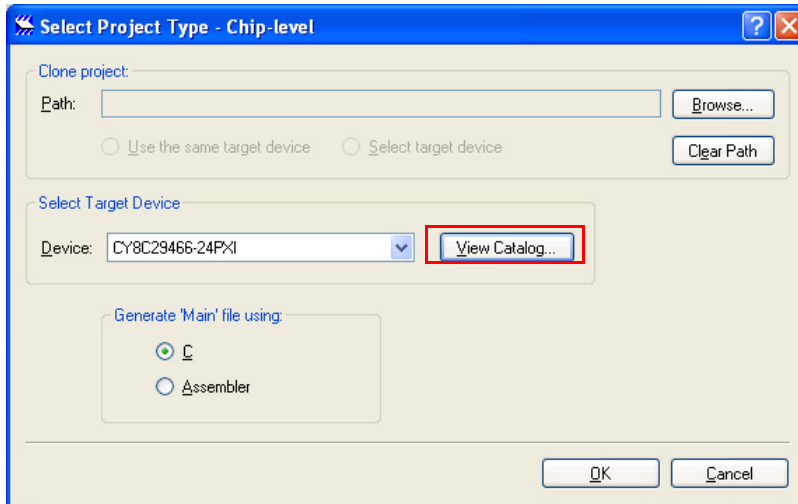 Select Project Type - Chip-level
Clone project:
Path:
Browse...
Use the same target device
Select target device
Clear Path
Select Target Device
Device:
CY8C29466-24PXI
View Catalog...
Generate 'Main' file using:
C
Assembler
OK
Cancel